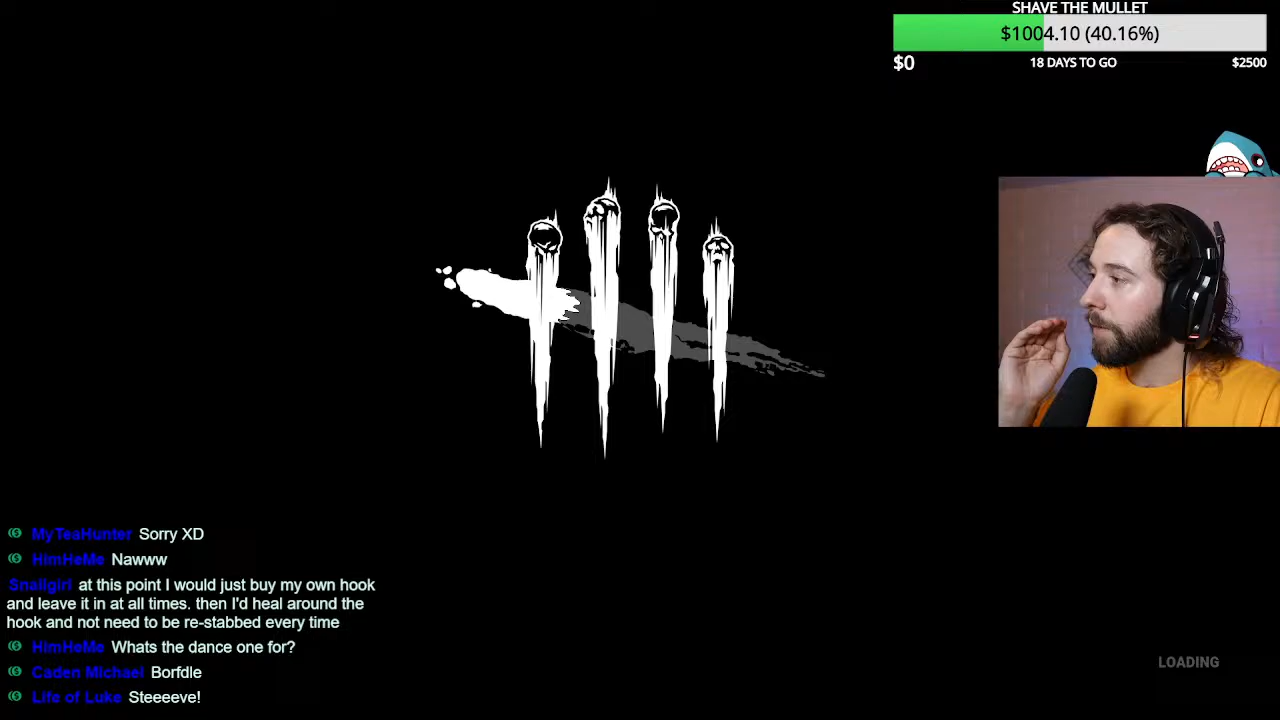 SHAVE THE MULLET
$1004.10 (40.16%)
$0 18 DAYS TO GO $2500
MyTeaHunter Sorry XD
HimHeMe Nawww
Snailgirl at this point I would just buy my own hook
and leave it in at all times. then I'd heal around the
hook and not need to be re-stabbed every time
HimHeMe Whats the dance one for?
Caden Michael Borfdle
Life of Luke Steeeeve!
LOADING